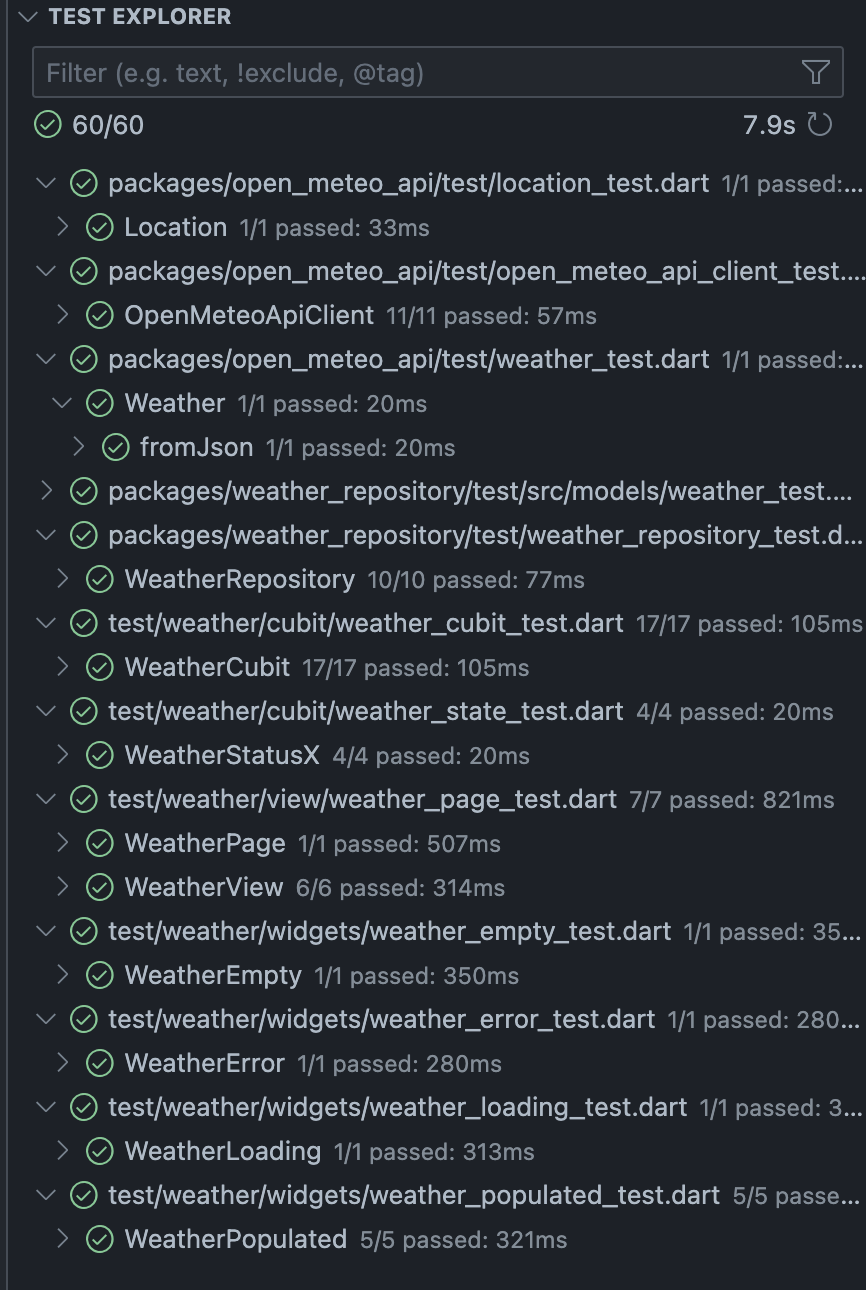 TEST EXPLORER
Filter (e.g. text, !exclude, @tag)
60/60 7.9s
packages/open_meteo_api/test/location_test.dart 1/1 passed:...
Location 1/1 passed: 33ms
packages/open_meteo_api/test/open_meteo_api_client_test....
OpenMeteoApiClient 11/11 passed: 57ms
packages/open_meteo_api/test/weather_test.dart 1/1 passed:...
Weather 1/1 passed: 20ms
fromJson 1/1 passed: 20ms
packages/weather_repository/test/src/models/weather_test....
packages/weather_repository/test/weather_repository_test.d...
WeatherRepository 10/10 passed: 77ms
test/weather/cubit/weather_cubit_test.dart 17/17 passed: 105ms
WeatherCubit 17/17 passed: 105ms
test/weather/cubit/weather_state_test.dart 4/4 passed: 20ms
WeatherStatusX 4/4 passed: 20ms
test/weather/view/weather_page_test.dart 7/7 passed: 821ms
WeatherPage 1/1 passed: 507ms
WeatherView 6/6 passed: 314ms
test/weather/widgets/weather_empty_test.dart 1/1 passed: 35...
WeatherEmpty 1/1 passed: 350ms
test/weather/widgets/weather_error_test.dart 1/1 passed: 280...
WeatherError 1/1 passed: 280ms
test/weather/widgets/weather_loading_test.dart 1/1 passed: 3...
WeatherLoading 1/1 passed: 313ms
test/weather/widgets/weather_populated_test.dart 5/5 passe...
WeatherPopulated 5/5 passed: 321ms